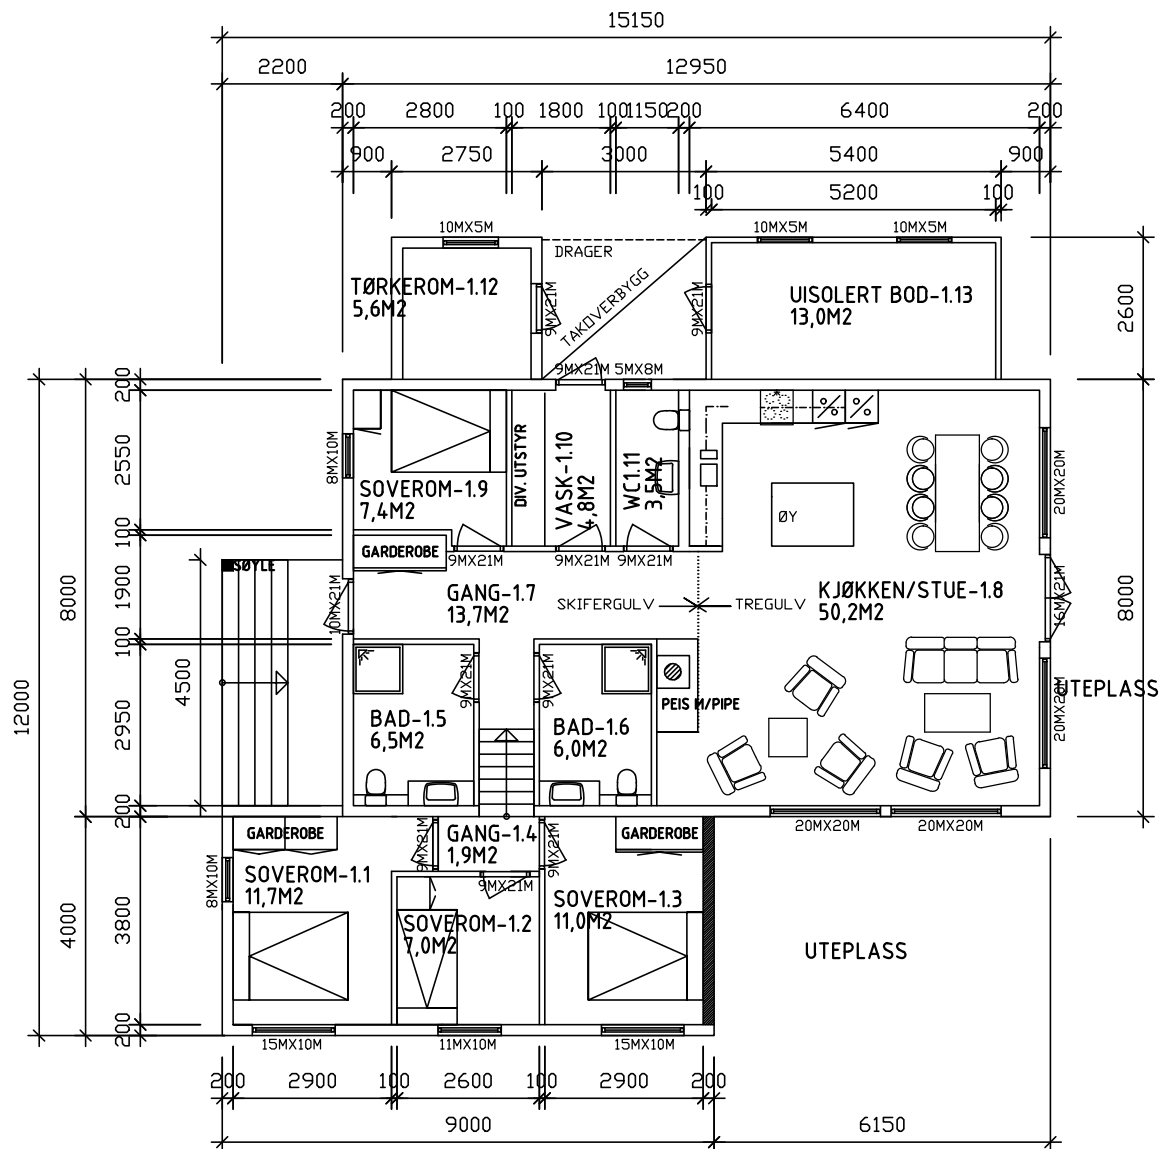 15150
2200
12950
200
2800
100
1800
100
1150
200
6400
200
900
2750
3000
5400
900
100
5200
100
10MX5M
10MX5M
10MX5M
DRAGER
TAKOVERBYGG
TØRKEROM-1.12
5,6M2
9MX21M
9MX21M
UISOLERT BOD-1.13
13,0M2
2600
9MX21M
5MX8M
200
2550
100
1900
100
2950
200
3800
200
8000
4000
12000
4500
8000
8MX10M
SOVEROM-1.9
7,4M2
DIV. UTSTYR
VASK-1.10
4,8M2
WC1.11
3,5M2
ØY
20MX20M
GARDEROBE
9MX21M
9MX21M
9MX21M
SØYLE
10MX21M
GANG-1.7
13,7M2
SKIFERGULV
TREGULV
KJØKKEN/STUE-1.8
50,2M2
16MX21M
9MX21M
9MX21M
BAD-1.5
6,5M2
BAD-1.6
6,0M2
PEIS M/PIPE
20MX20M
UTEPLASS
20MX20M
20MX20M
GARDEROBE
9MX21M
GANG-1.4
1,9M2
9MX21M
GARDEROBE
8MX10M
SOVEROM-1.1
11,7M2
9MX21M
SOVEROM-1.2
7,0M2
SOVEROM-1.3
11,0M2
UTEPLASS
15MX10M
11MX10M
15MX10M
200
2900
100
2600
100
2900
200
9000
6150